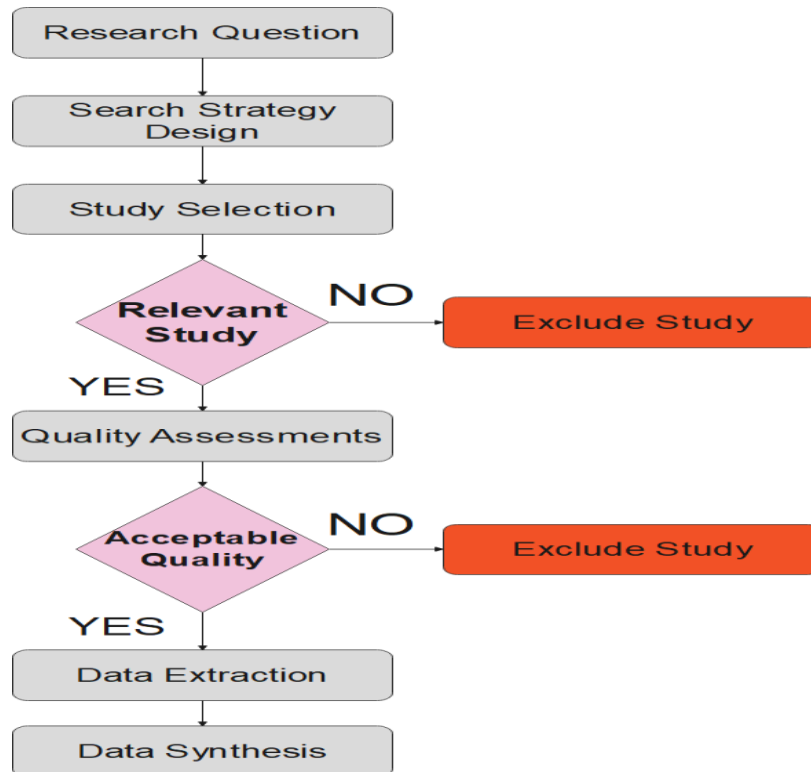 Research Question
Search Strategy
Design
Study Selection
Relevant
Study
NO
Exclude Study
YES
Quality Assessments
Acceptable
Quality
NO
Exclude Study
YES
Data Extraction
Data Synthesis